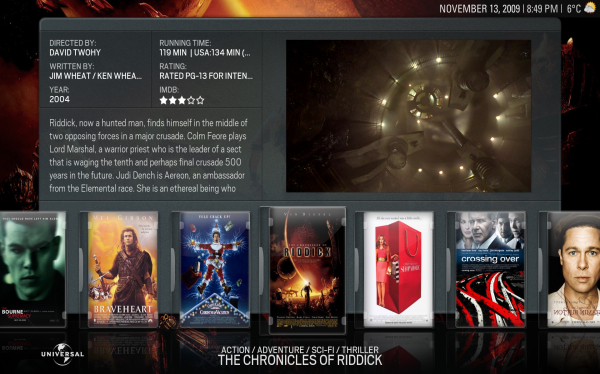 NOVEMBER 13, 2009 | 8:49 PM | 6°C
DIRECTED BY:
DAVID TWOHY
RUNNING TIME:
119 MIN | USA:134 MIN (...
WRITTEN BY:
JIM WHEAT / KEN WHEA...
RATING:
RATED PG-13 FOR INTEN...
YEAR:
2004
IMDB:
Riddick, now a hunted man, finds himself in the middle of
two opposing forces in a major crusade. Colm Feore plays
Lord Marshal, a warrior priest who is the leader of a sect
that is waging the tenth and perhaps final crusade 500
years in the future. Judi Dench is Aereon, an ambassador
from the Elemental race. She is an ethereal being who
BOURNE
BRAVEHEART
RIDDICK
crossing over
UNIVERSAL
ACTION / ADVENTURE / SCI-FI / THRILLER
THE CHRONICLES OF RIDDICK